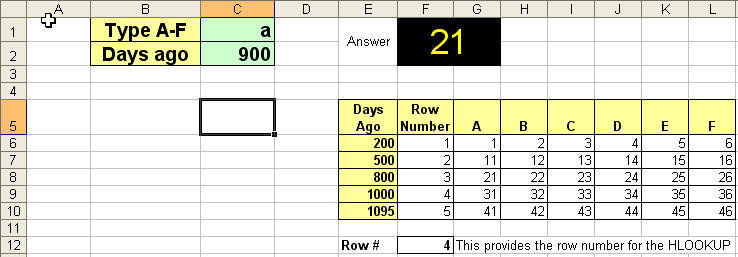 A B C D E F G H I J K L
1 Type A-F a Answer 21
2 Days ago 900
3
4
5 Days Ago Row Number A B C D E F
6 200 1 1 2 3 4 5 6
7 500 2 11 12 13 14 15 16
8 800 3 21 22 23 24 25 26
9 1000 4 31 32 33 34 35 36
10 1095 5 41 42 43 44 45 46
11
12 Row # 4 This provides the row number for the HLOOKUP